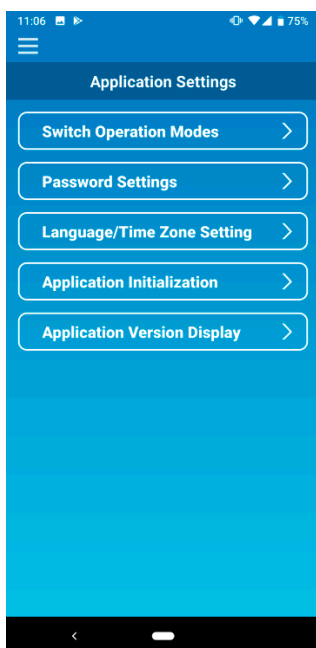 11:06 75%
Application Settings
Switch Operation Modes
Password Settings
Language/Time Zone Setting
Application Initialization
Application Version Display